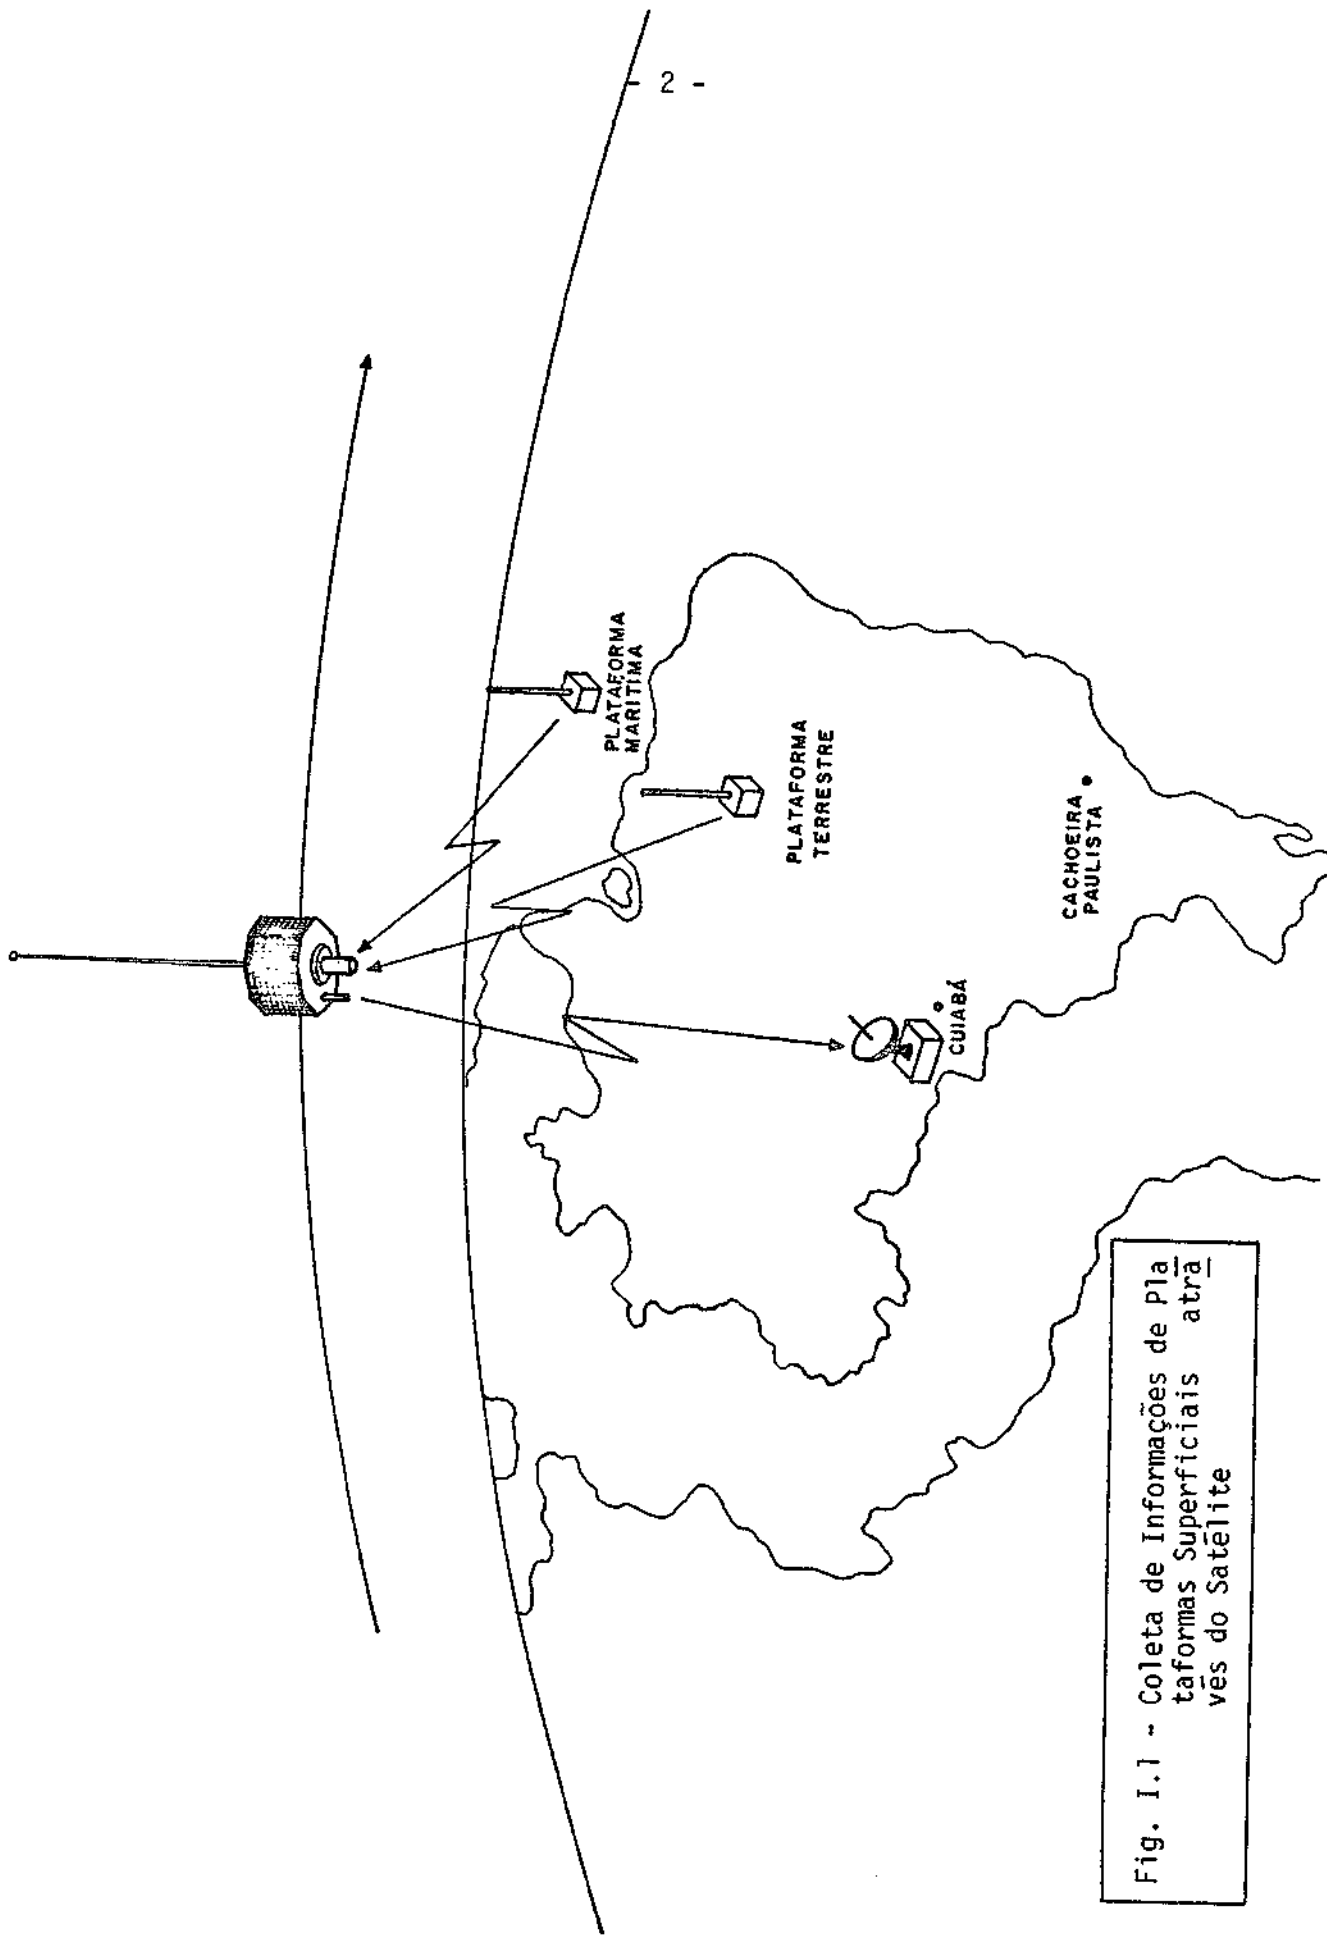 - 2 -
PLATAFORMA
MARÍTIMA
PLATAFORMA
TERRESTRE
CUIABÁ
CACHOEIRA
PAULISTA
Fig. I.1 - Coleta de Informações de Pla
taformas Superficiais atra
vés do Satélite